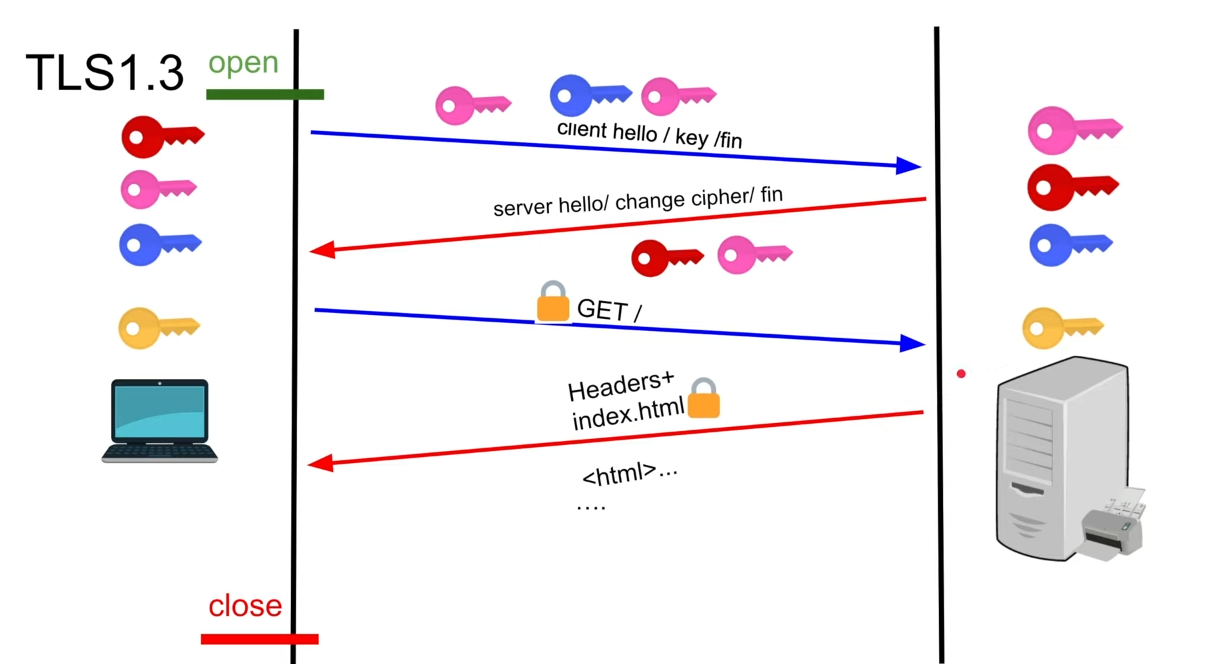 TLS1.3
open
client hello / key /fin
server hello/ change cipher/ fin
GET /
Headers+
index.html
<html>...
....
close